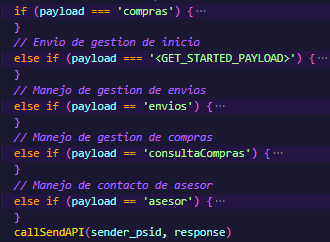 if (payload === 'compras') {···
}
// Envio de gestion de inicio
else if (payload ==='<GET_STARTED_PAYLOAD>') {···
}
// Manejo de gestion de envios
else if (payload == 'envios') {···
}
// Manejo de gestion de compras
else if (payload == 'consultaCompras') {···
}
// Manejo de contacto de asesor
else if (payload == 'asesor') {···
}
callSendAPI(sender_psid, response)